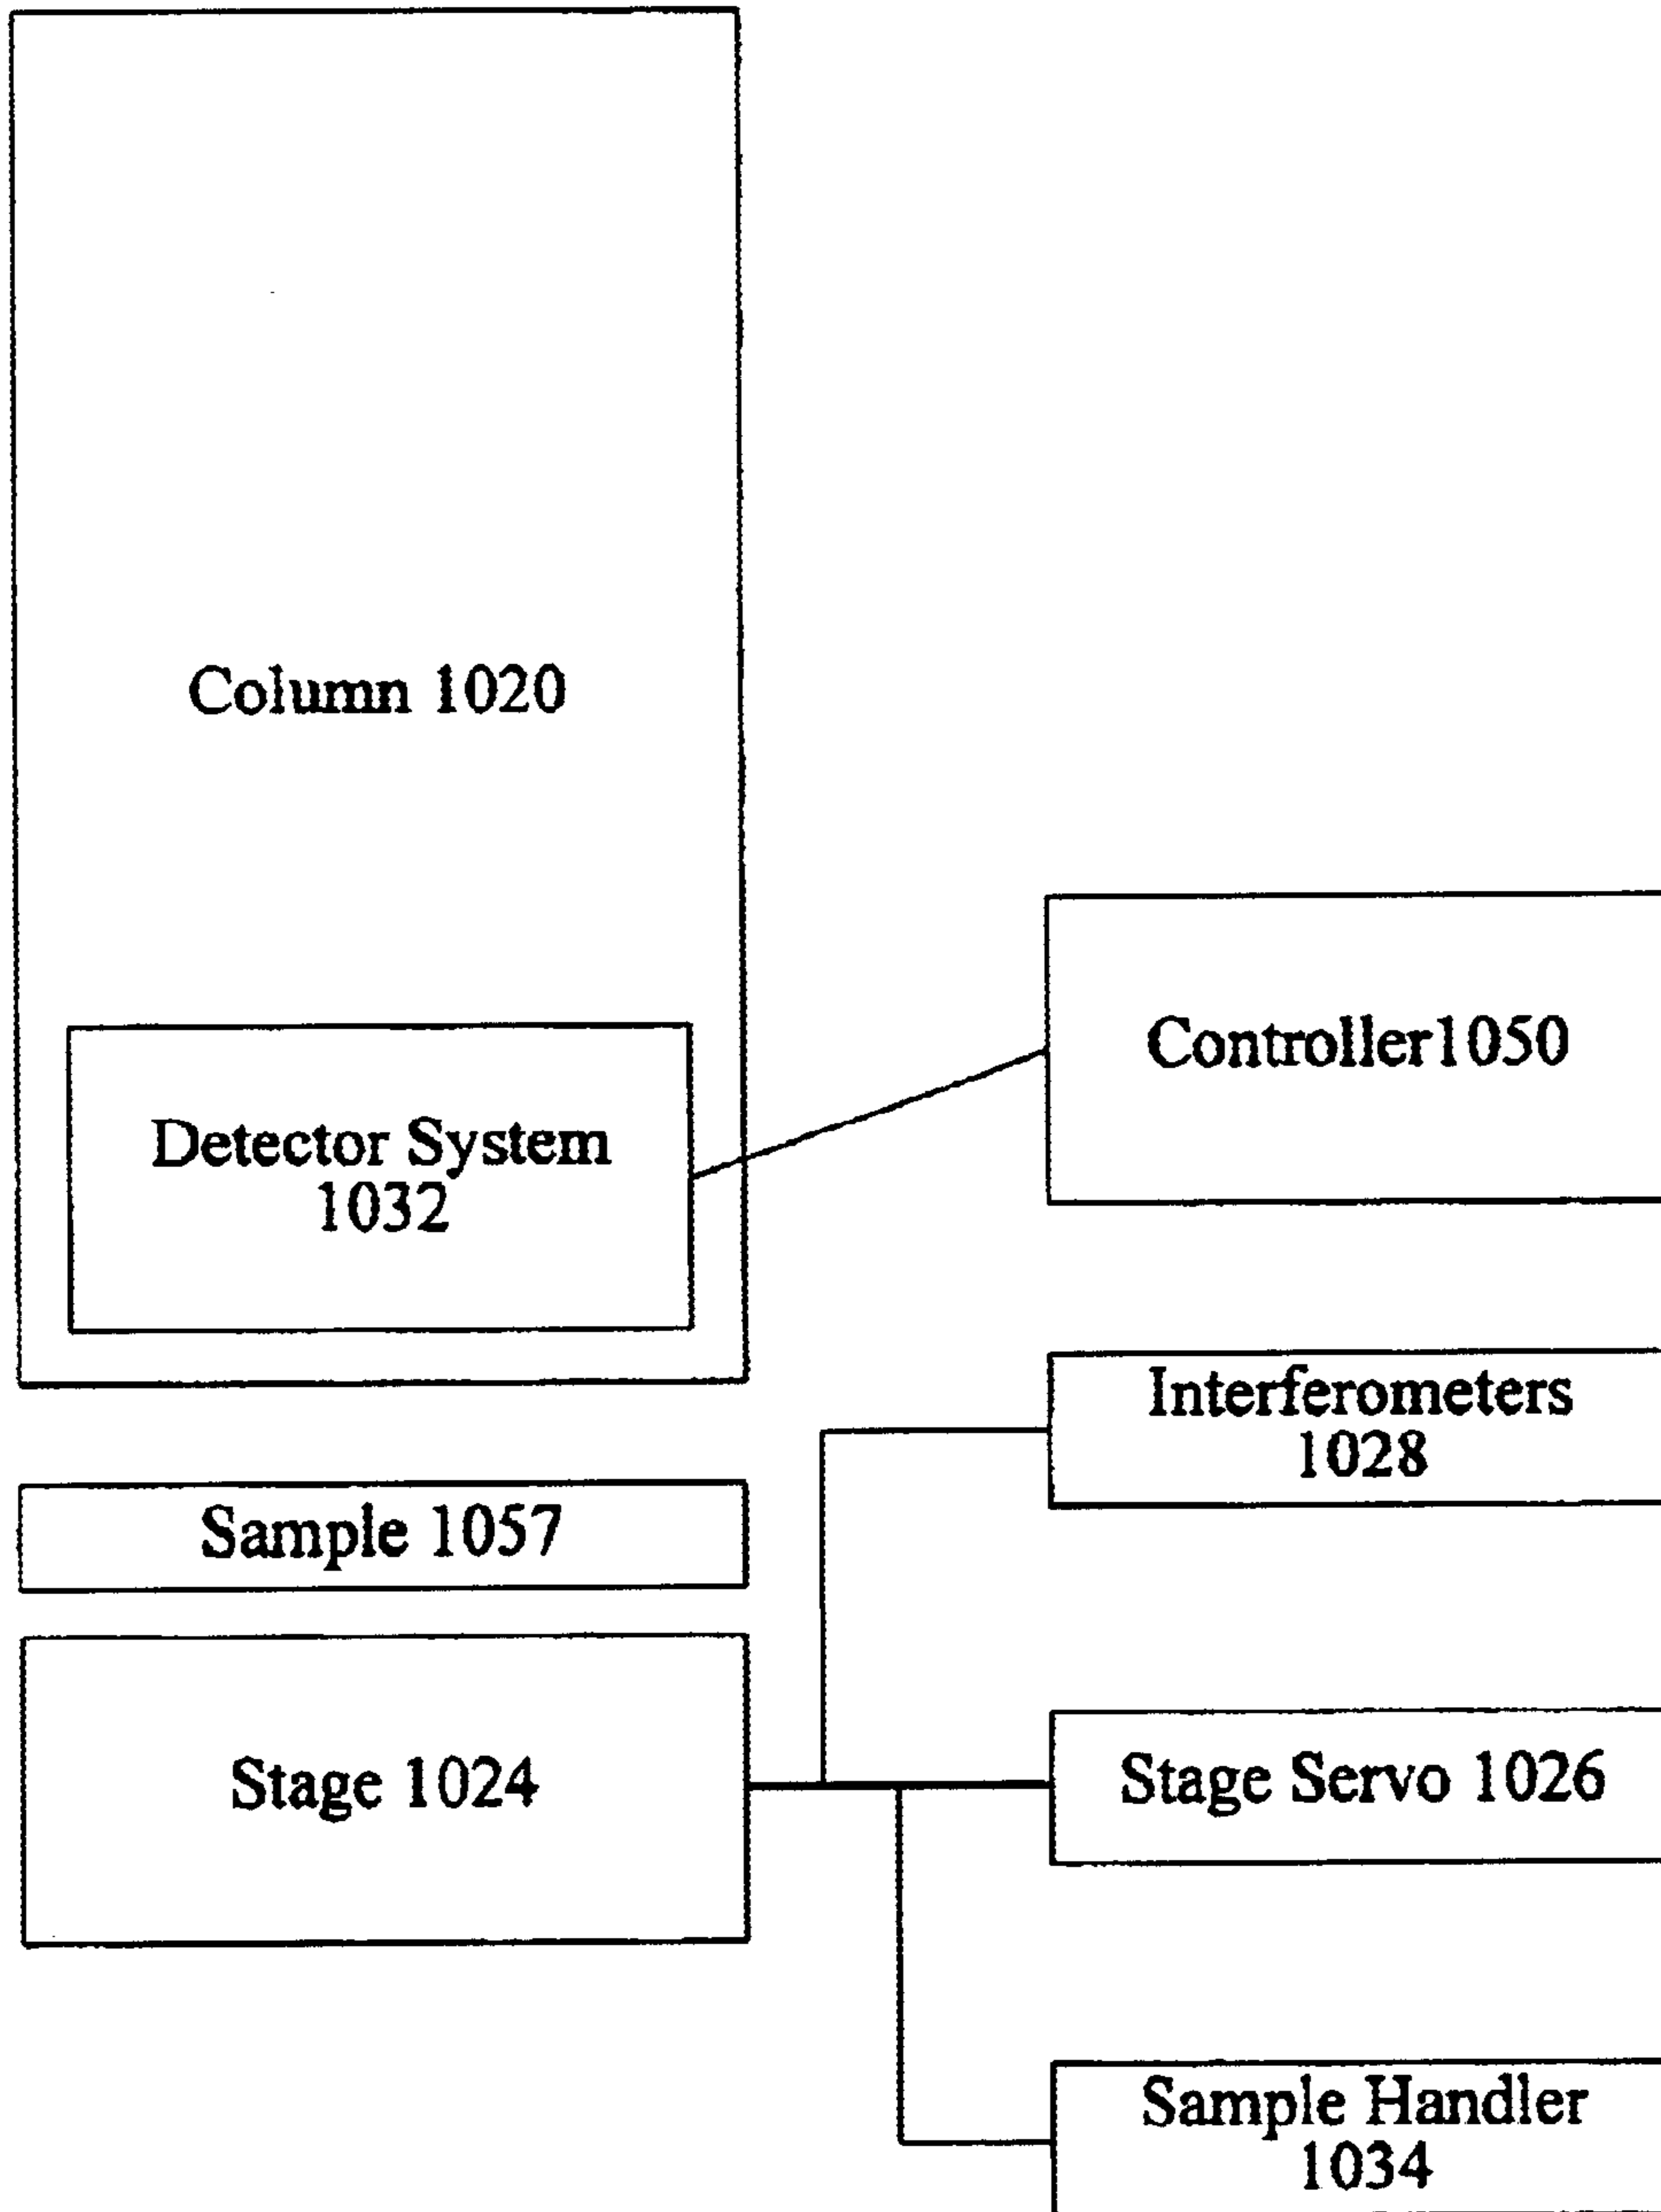 Column 1020
Controller1050
Detector System
1032
Interferometers
1028
Sample 1057
Stage 1024
Stage Servo 1026
Sample Handler
1034